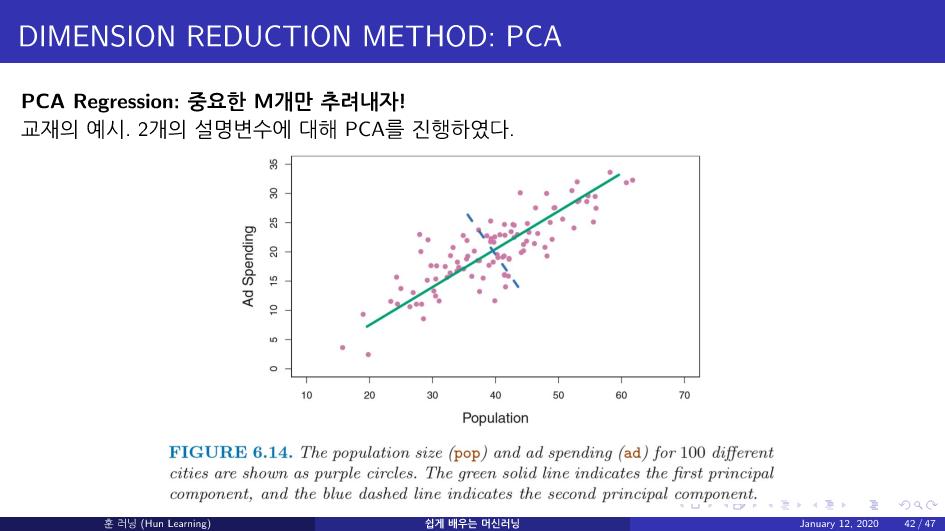 DIMENSION REDUCTION METHOD: PCA
PCA Regression: 중요한 M개만 추려내자!
교재의 예시. 2개의 설명변수에 대해 PCA를 진행하였다.
35
30
25
20
15
10
5
0
Ad Spending
10 20 30 40 50 60 70
Population
FIGURE 6.14. The population size (pop) and ad spending (ad) for 100 different
cities are shown as purple circles. The green solid line indicates the first principal
component, and the blue dashed line indicates the second principal component.
훈 러닝 (Hun Learning) 쉽게 배우는 머신러닝 January 12, 2020 42 / 47